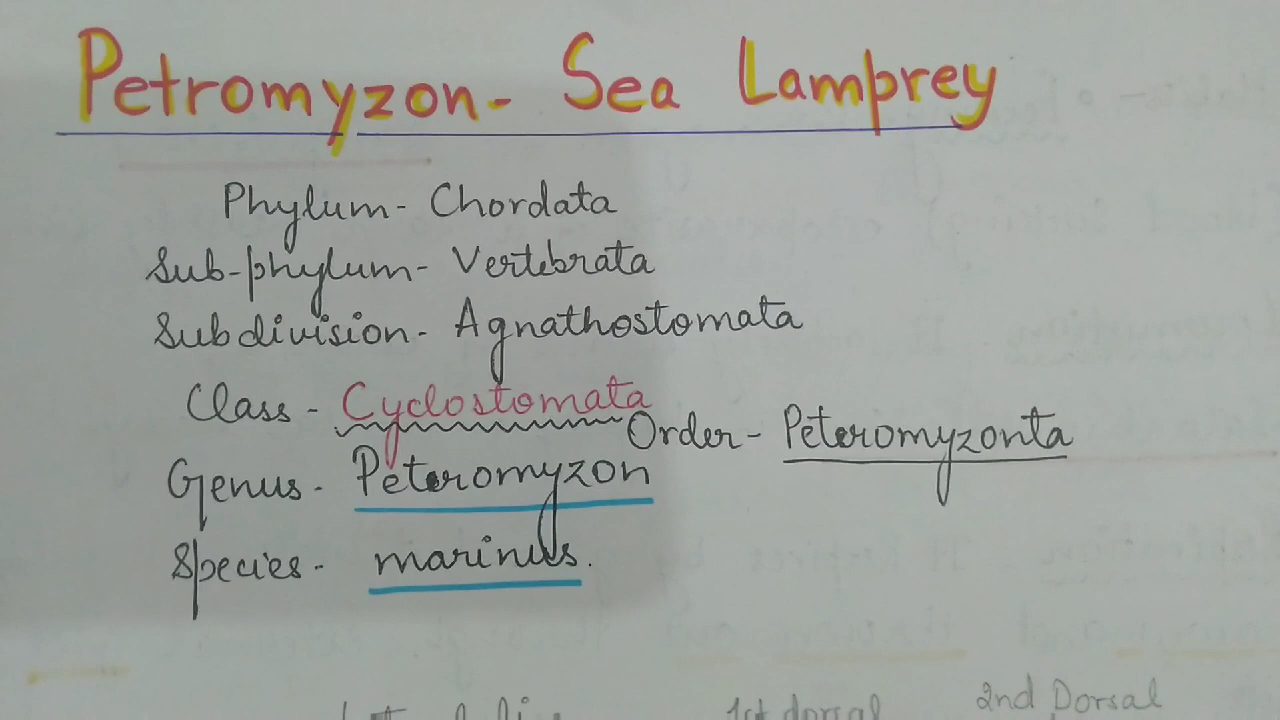 Petromyzon- Sea Lamprey
Phylum- Chordata
Sub-phylum- Vertebrata
Subdivision- Agnathostomata
Class- Cyclostomata
Order- Peteromyzonta
Genus- Peteromyzon
Species- marinus.
1st dorsal
2nd Dorsal